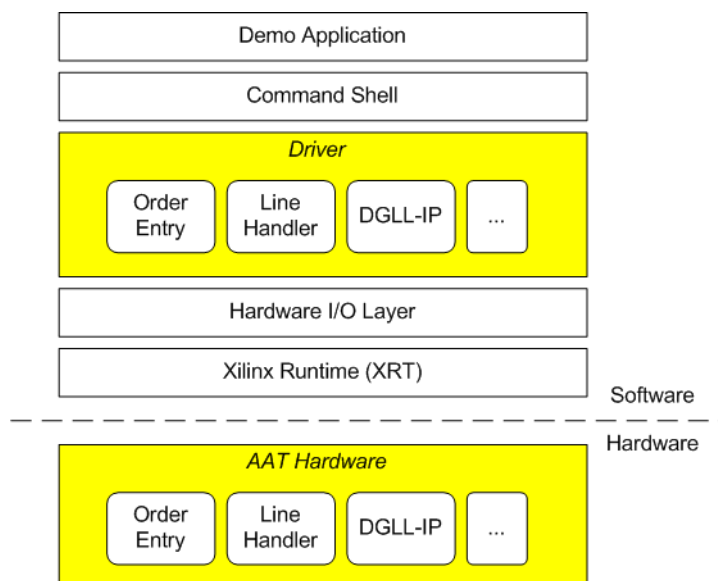 Demo Application
Command Shell
Driver
Order
Entry
Line
Handler
DGLL-IP
...
Hardware I/O Layer
Xilinx Runtime (XRT)
Software
Hardware
AAT Hardware
Order
Entry
Line
Handler
DGLL-IP
...